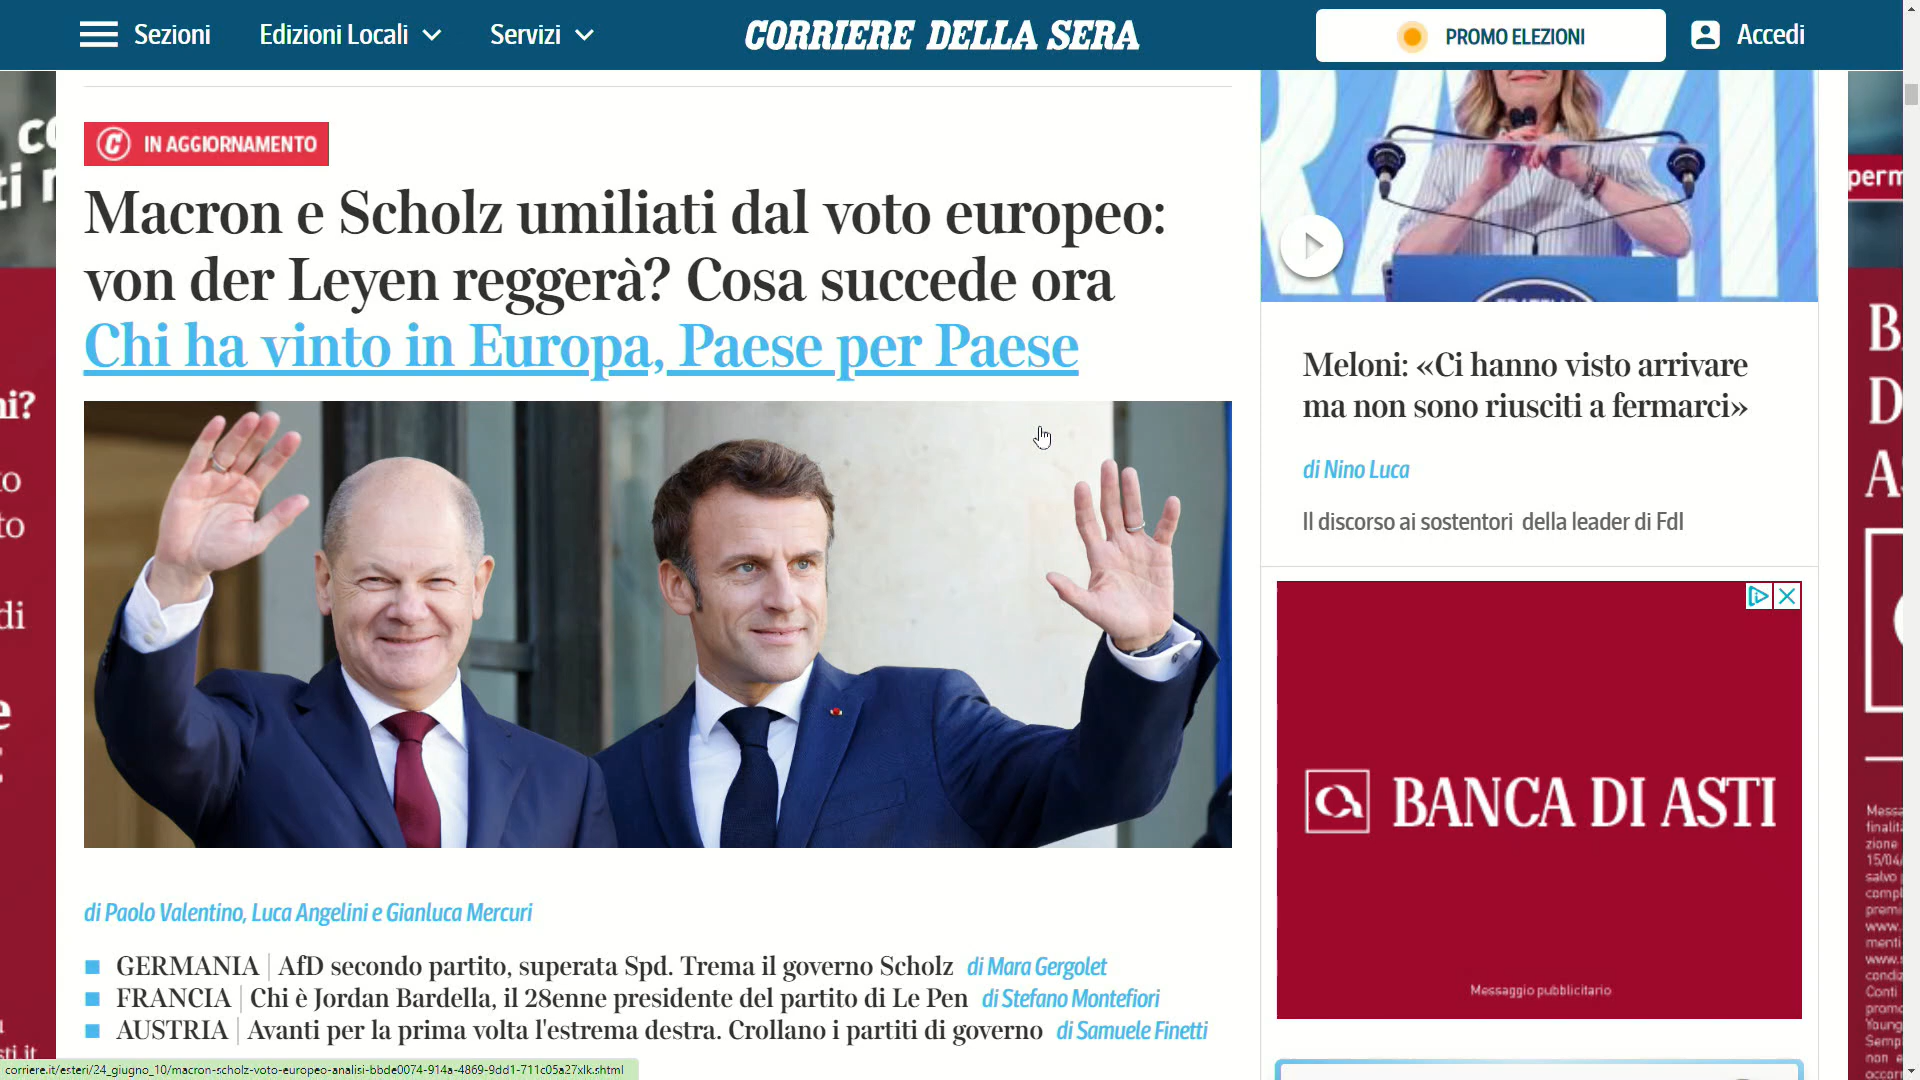 Sezioni
Edizioni Locali
Servizi
CORRIERE DELLA SERA
PROMO ELEZIONI
Accedi
IN AGGIORNAMENTO
Macron e Scholz umiliati dal voto europeo:
von der Leyen reggerà? Cosa succede ora
Chi ha vinto in Europa, Paese per Paese
di Paolo Valentino, Luca Angelini e Gianluca Mercuri
GERMANIA | AfD secondo partito, superata Spd. Trema il governo Scholz di Mara Gergolet
FRANCIA | Chi è Jordan Bardella, il 28enne presidente del partito di Le Pen di Stefano Montefiori
AUSTRIA | Avanti per la prima volta l'estrema destra. Crollano i partiti di governo di Samuele Finetti
Meloni: «Ci hanno visto arrivare
ma non sono riusciti a fermarci»
di Nino Luca
Il discorso ai sostentori della leader di FdI
BANCA DI ASTI
Messaggio pubblicitario
corriere.it/esteri/24_giugno_10/macron-scholz-voto-europeo-analisi-bbde0074-914a-4869-9dd1-711c05a27xlk.shtml